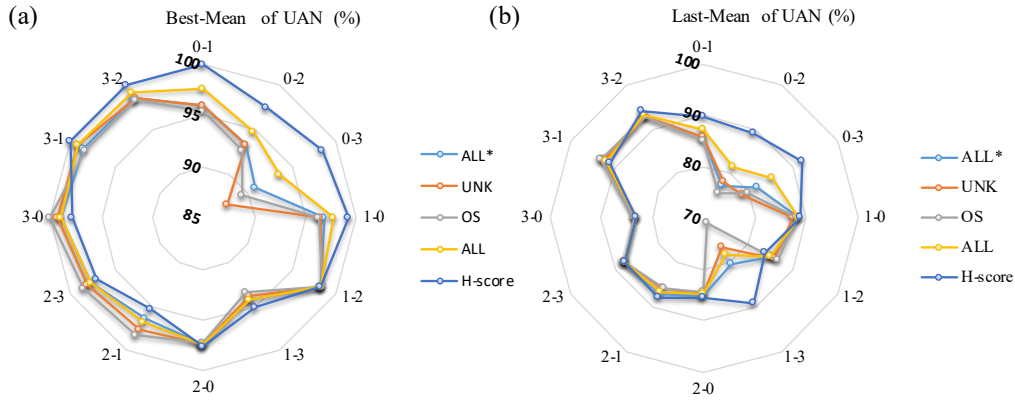 (a)
Best-Mean of UAN (%)
0-1
100
0-2
95
0-3
90
85
1-0
1-2
1-3
2-0
2-1
2-3
3-0
3-1
3-2
ALL*
UNK
OS
ALL
H-score
(b)
Last-Mean of UAN (%)
0-1
100
0-2
90
0-3
80
70
1-0
1-2
1-3
2-0
2-1
2-3
3-0
3-1
3-2
ALL*
UNK
OS
ALL
H-score